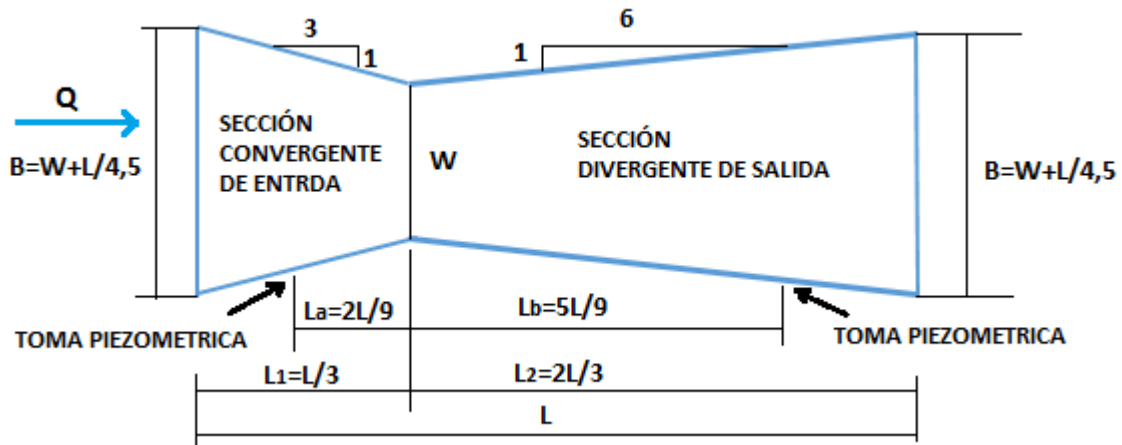 3
1
6
1
Q
B=W+L/4,5
SECCIÓN
CONVERGENTE
DE ENTRDA
W
SECCIÓN
DIVERGENTE DE SALIDA
B=W+L/4,5
TOMA PIEZOMETRICA
La=2L/9
Lb=5L/9
TOMA PIEZOMETRICA
L1=L/3
L2=2L/3
L